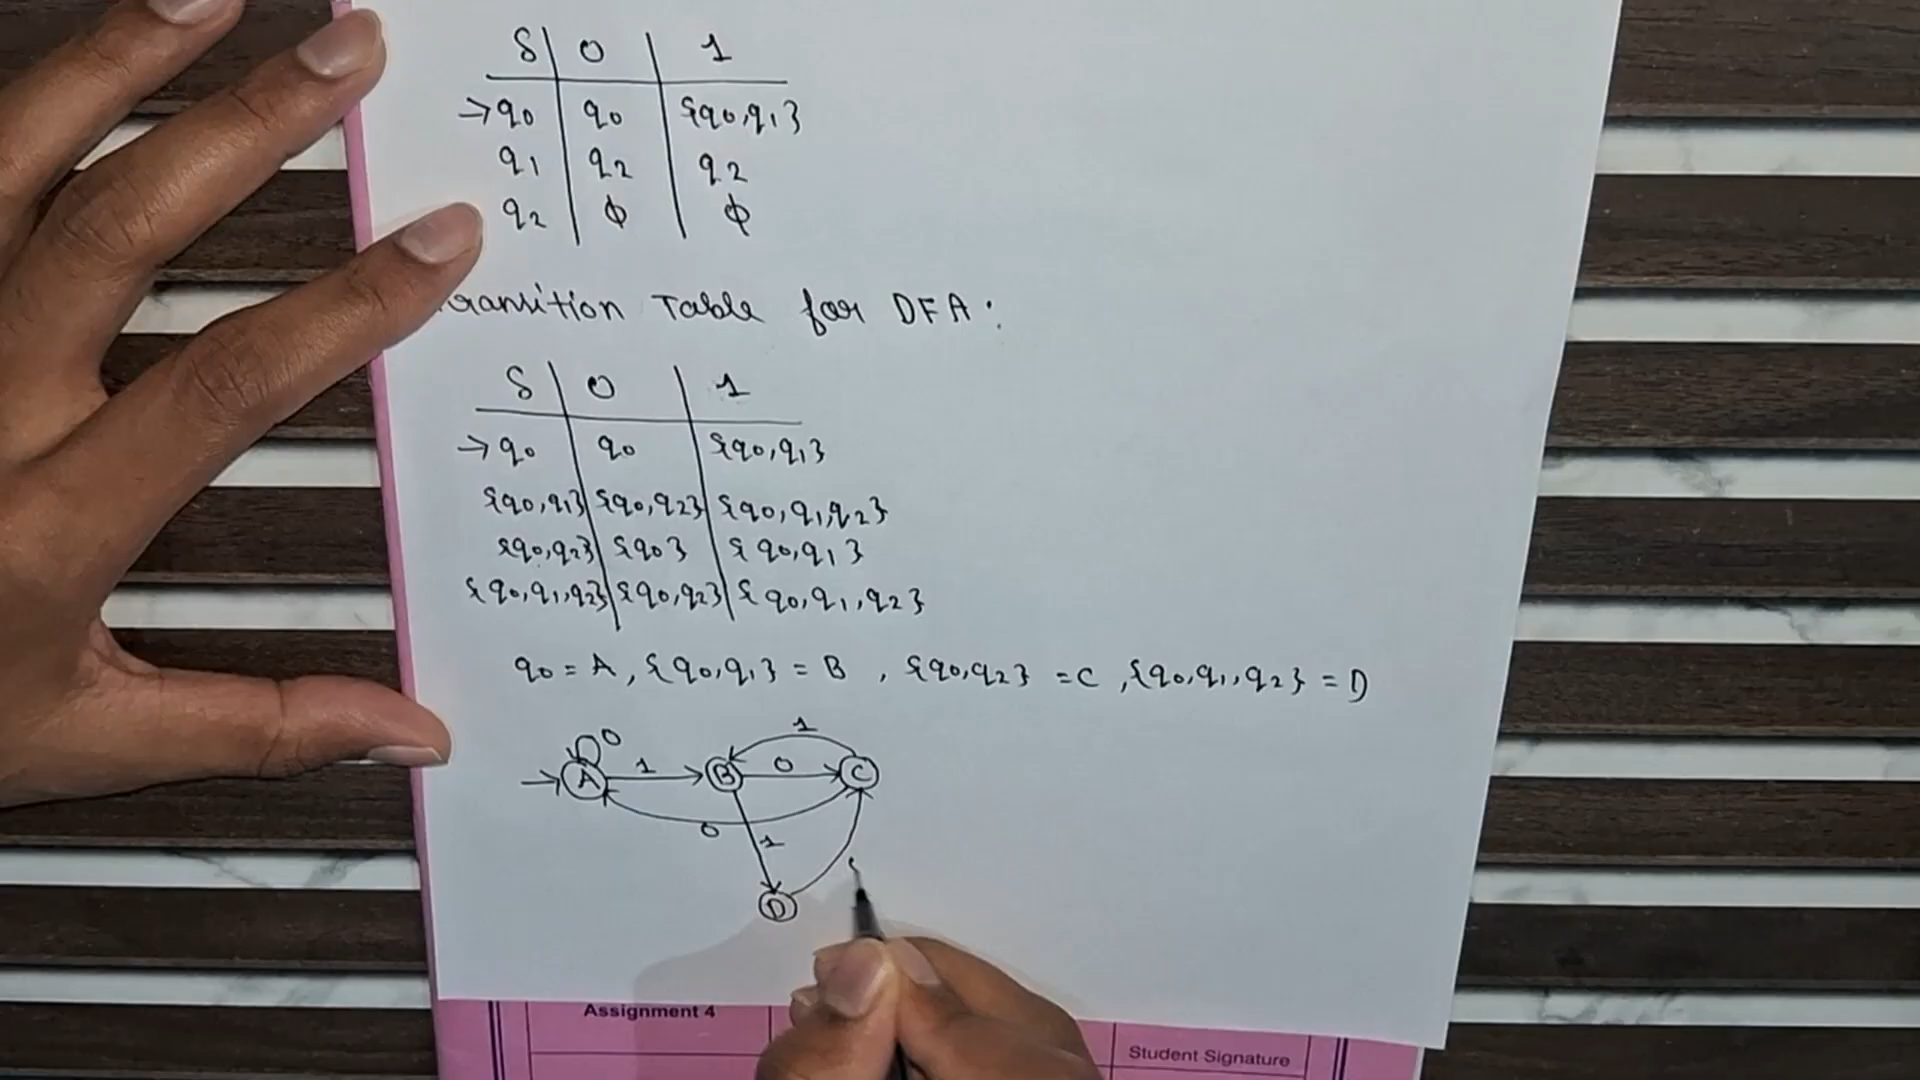 δ 0 1
→q0 q0 {q0,q1}
q1 q2 q2
q2 ϕ ϕ
Table for DFA:
δ 0 1
→q0 q0 {q0,q1}
{q0,q1} {q0,q2} {q0,q1,q2}
{q0,q2} {q0} {q0,q1}
{q0,q1,q2} {q0,q2} {q0,q1,q2}
q0 = A, {q0,q1} = B, {q0,q2} = C, {q0,q1,q2} = D
0 1
A 1 B 0 C
0 1
D
Assignment 4
Student Signature